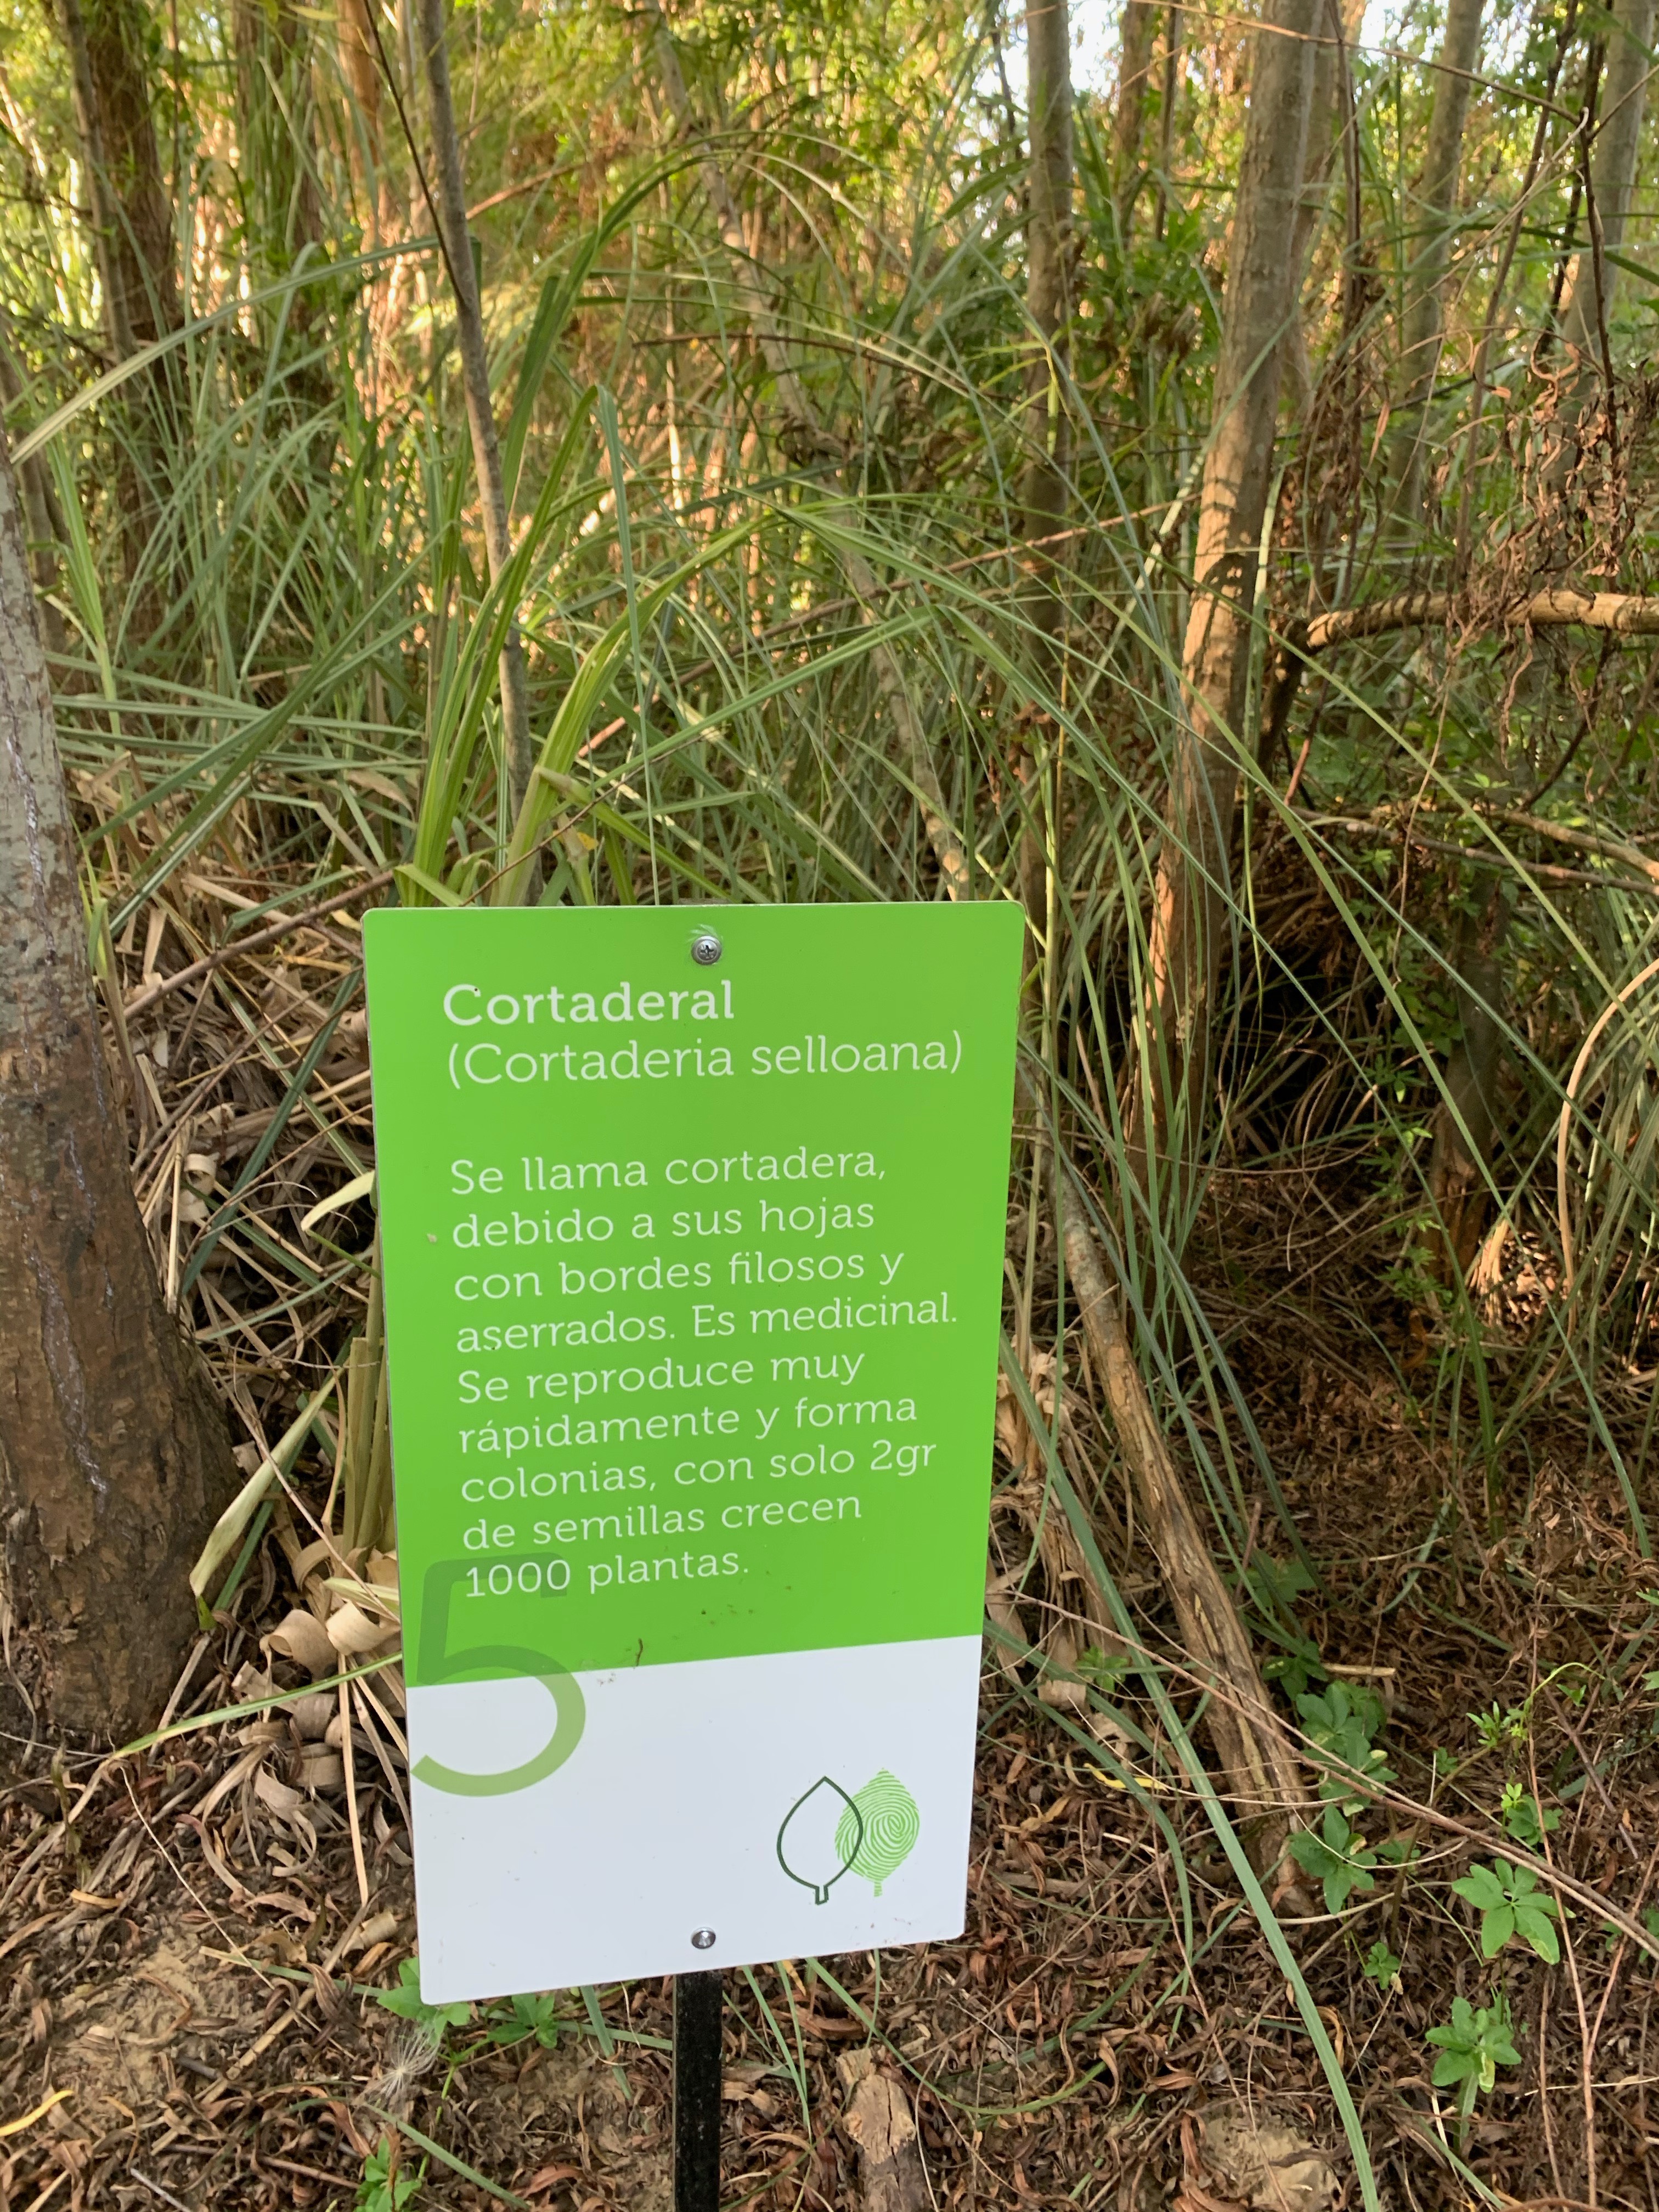 Cortaderal
(Cortaderia selloana)
Se llama cortadera,
debido a sus hojas
con bordes filosos y
aserrados. Es medicinal.
Se reproduce muy
rápidamente y forma
colonias, con solo 2gr
de semillas crecen
1000 plantas.
5